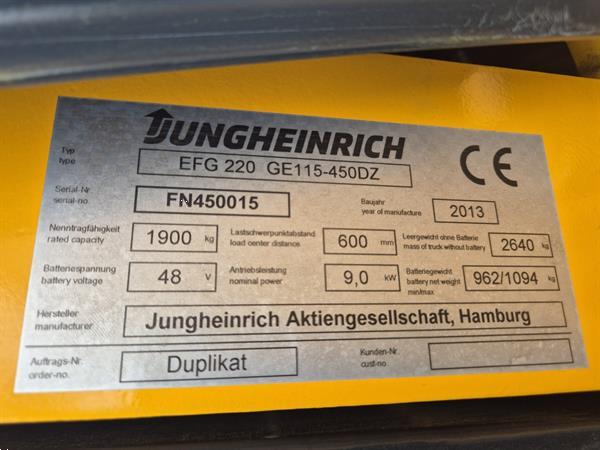 JUNGHEINRICH
Typ
type
EFG 220 GE115-450DZ
CE
Serial-Nr
serial-no.
FN450015
Baujahr
year of manufacture
2013
Nenntragfähigkeit
rated capacity
1900 kg
Lastschwerpunktabstand
load center distance
600 mm
Leergewicht ohne Batterie
mass of truck without battery
2640 kg
Batteriespannung
battery voltage
48 V
Antriebsleistung
nominal power
9,0 kW
Batteriegewicht
battery net weight
min/max
962/1094 kg
Hersteller
manufacturer
Jungheinrich Aktiengesellschaft, Hamburg
Auftrags-Nr.
order-no.
Duplikat
Kunden-Nr.
cust-no.